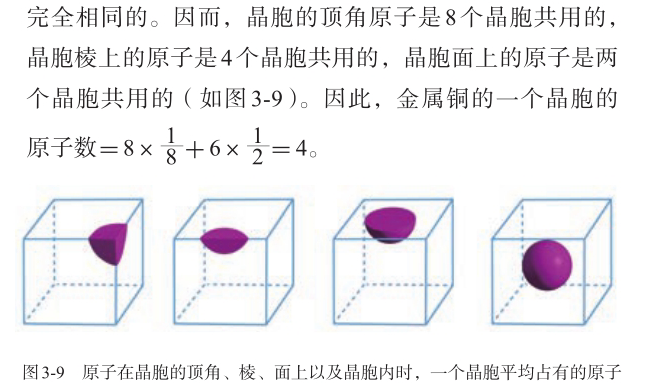 完全相同的。因而，晶胞的顶角原子是8个晶胞共用的，
晶胞棱上的原子是4个晶胞共用的，晶胞面上的原子是两
个晶胞共用的（如图3-9）。因此，金属铜的一个晶胞的
原子数＝8 × 1/8 ＋ 6 × 1/2 ＝ 4。
图3-9 原子在晶胞的顶角、棱、面上以及晶胞内时，一个晶胞平均占有的原子